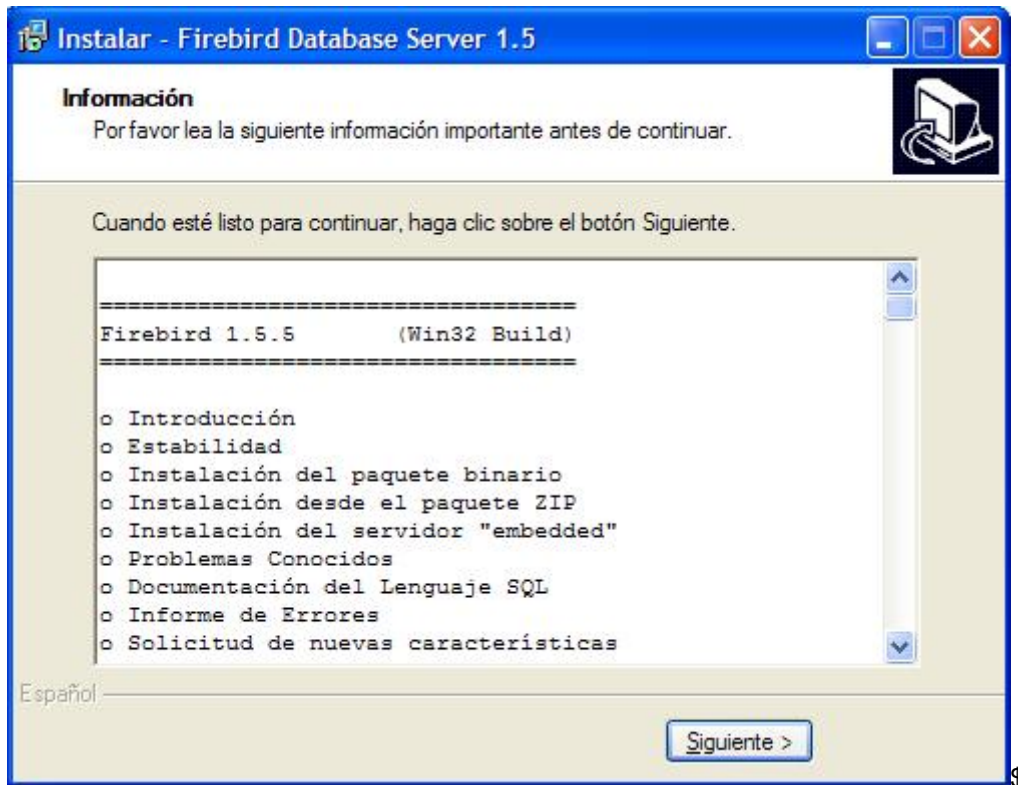 Instalar - Firebird Database Server 1.5
Información
Por favor lea la siguiente información importante antes de continuar.
Cuando esté listo para continuar, haga clic sobre el botón Siguiente.
==================================
Firebird 1.5.5 (Win32 Build)
==================================
o Introducción
o Estabilidad
o Instalación del paquete binario
o Instalación desde el paquete ZIP
o Instalación del servidor "embedded"
o Problemas Conocidos
o Documentación del Lenguaje SQL
o Informe de Errores
o Solicitud de nuevas características
Español
Siguiente >